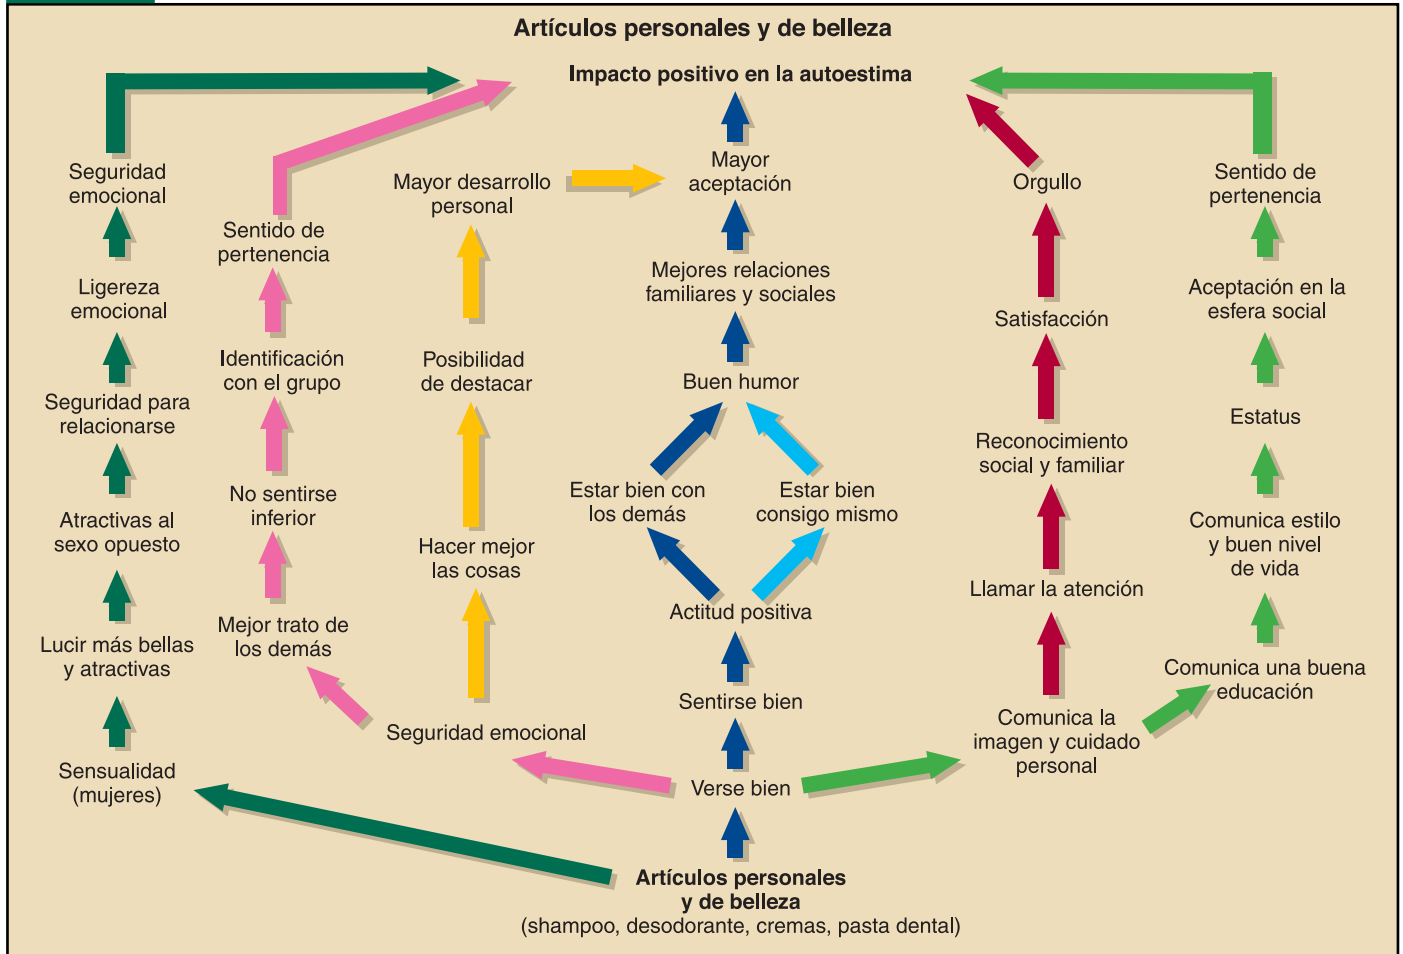 Artículos personales y de belleza
Impacto positivo en la autoestima
Seguridad
emocional
Ligereza
emocional
Seguridad para
relacionarse
Atractivas al
sexo opuesto
Lucir más bellas
y atractivas
Sensualidad
(mujeres)
Sentido de
pertenencia
Identificación
con el grupo
No sentirse
inferior
Mejor trato de
los demás
Mayor desarrollo
personal
Posibilidad
de destacar
Hacer mejor
las cosas
Seguridad emocional
Mayor
aceptación
Mejores relaciones
familiares y sociales
Buen humor
Estar bien con
los demás
Estar bien
consigo mismo
Actitud positiva
Sentirse bien
Verse bien
Orgullo
Satisfacción
Reconocimiento
social y familiar
Llamar la atención
Comunica la
imagen y cuidado
personal
Sentido de
pertenencia
Aceptación en la
esfera social
Estatus
Comunica estilo
y buen nivel
de vida
Comunica una buena
educación
Artículos personales
y de belleza
(shampoo, desodorante, cremas, pasta dental)